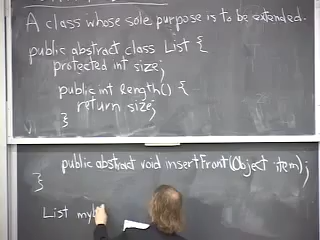 A class whose sole purpose is to be extended.
public abstract class List {
protected int size;
public int length() {
return size;
}
public abstract void insertFront(Object item);
}
List my